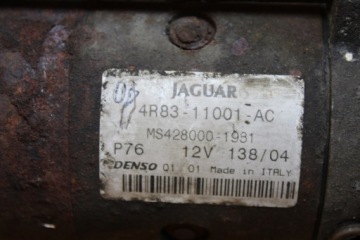 JAGUAR
4R83-11001-AC
MS428000-1981
P76 12V 138/04
DENSO 01 01 Made in ITALY